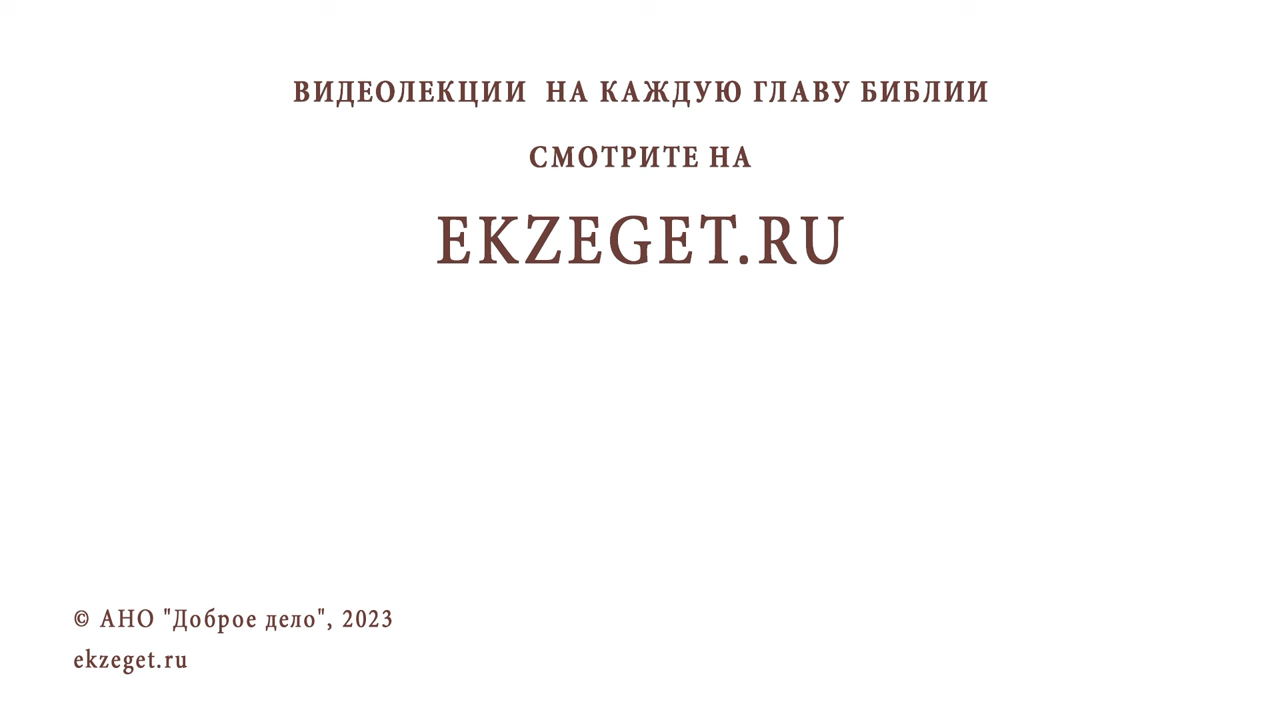 ВИДЕОЛЕКЦИИ НА КАЖДУЮ ГЛАВУ БИБЛИИ
СМОТРИТЕ НА
EKZEGET.RU
© АНО "Доброе дело", 2023
ekzeget.ru